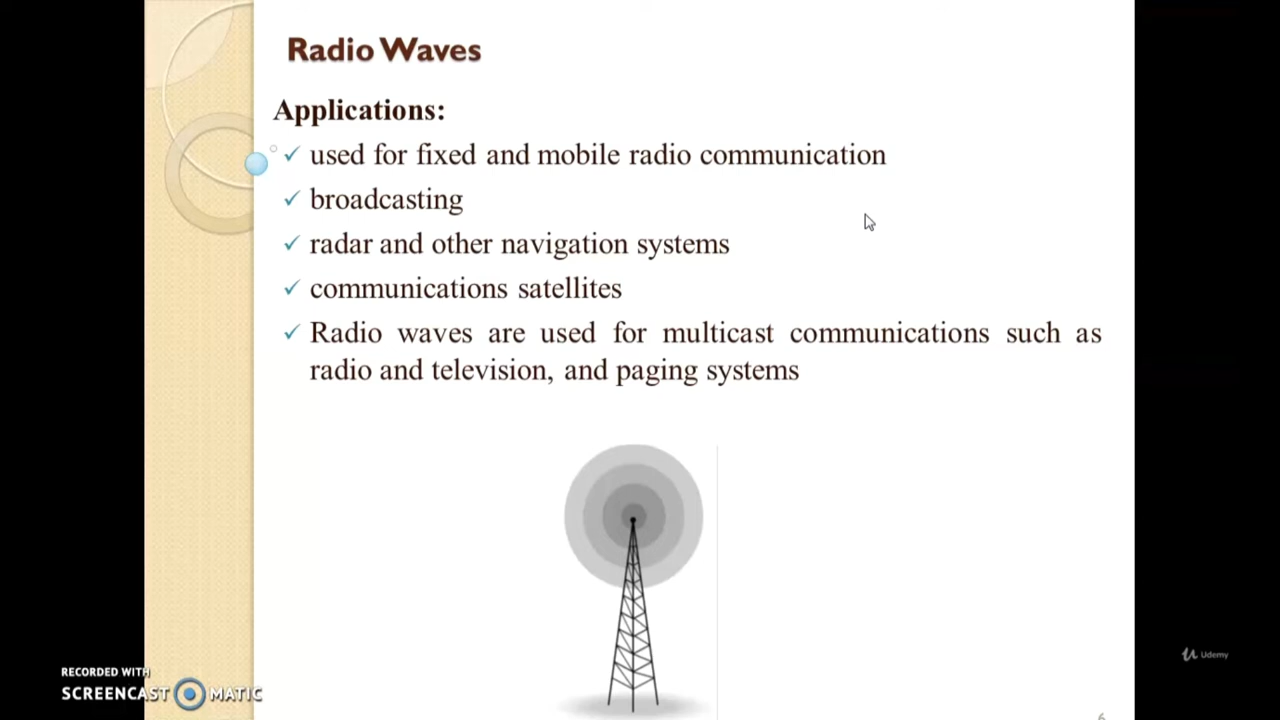 Radio Waves
Applications:
✓ used for fixed and mobile radio communication
✓ broadcasting
✓ radar and other navigation systems
✓ communications satellites
✓ Radio waves are used for multicast communications such as
radio and television, and paging systems
Udemy
RECORDED WITH
SCREENCAST MATIC